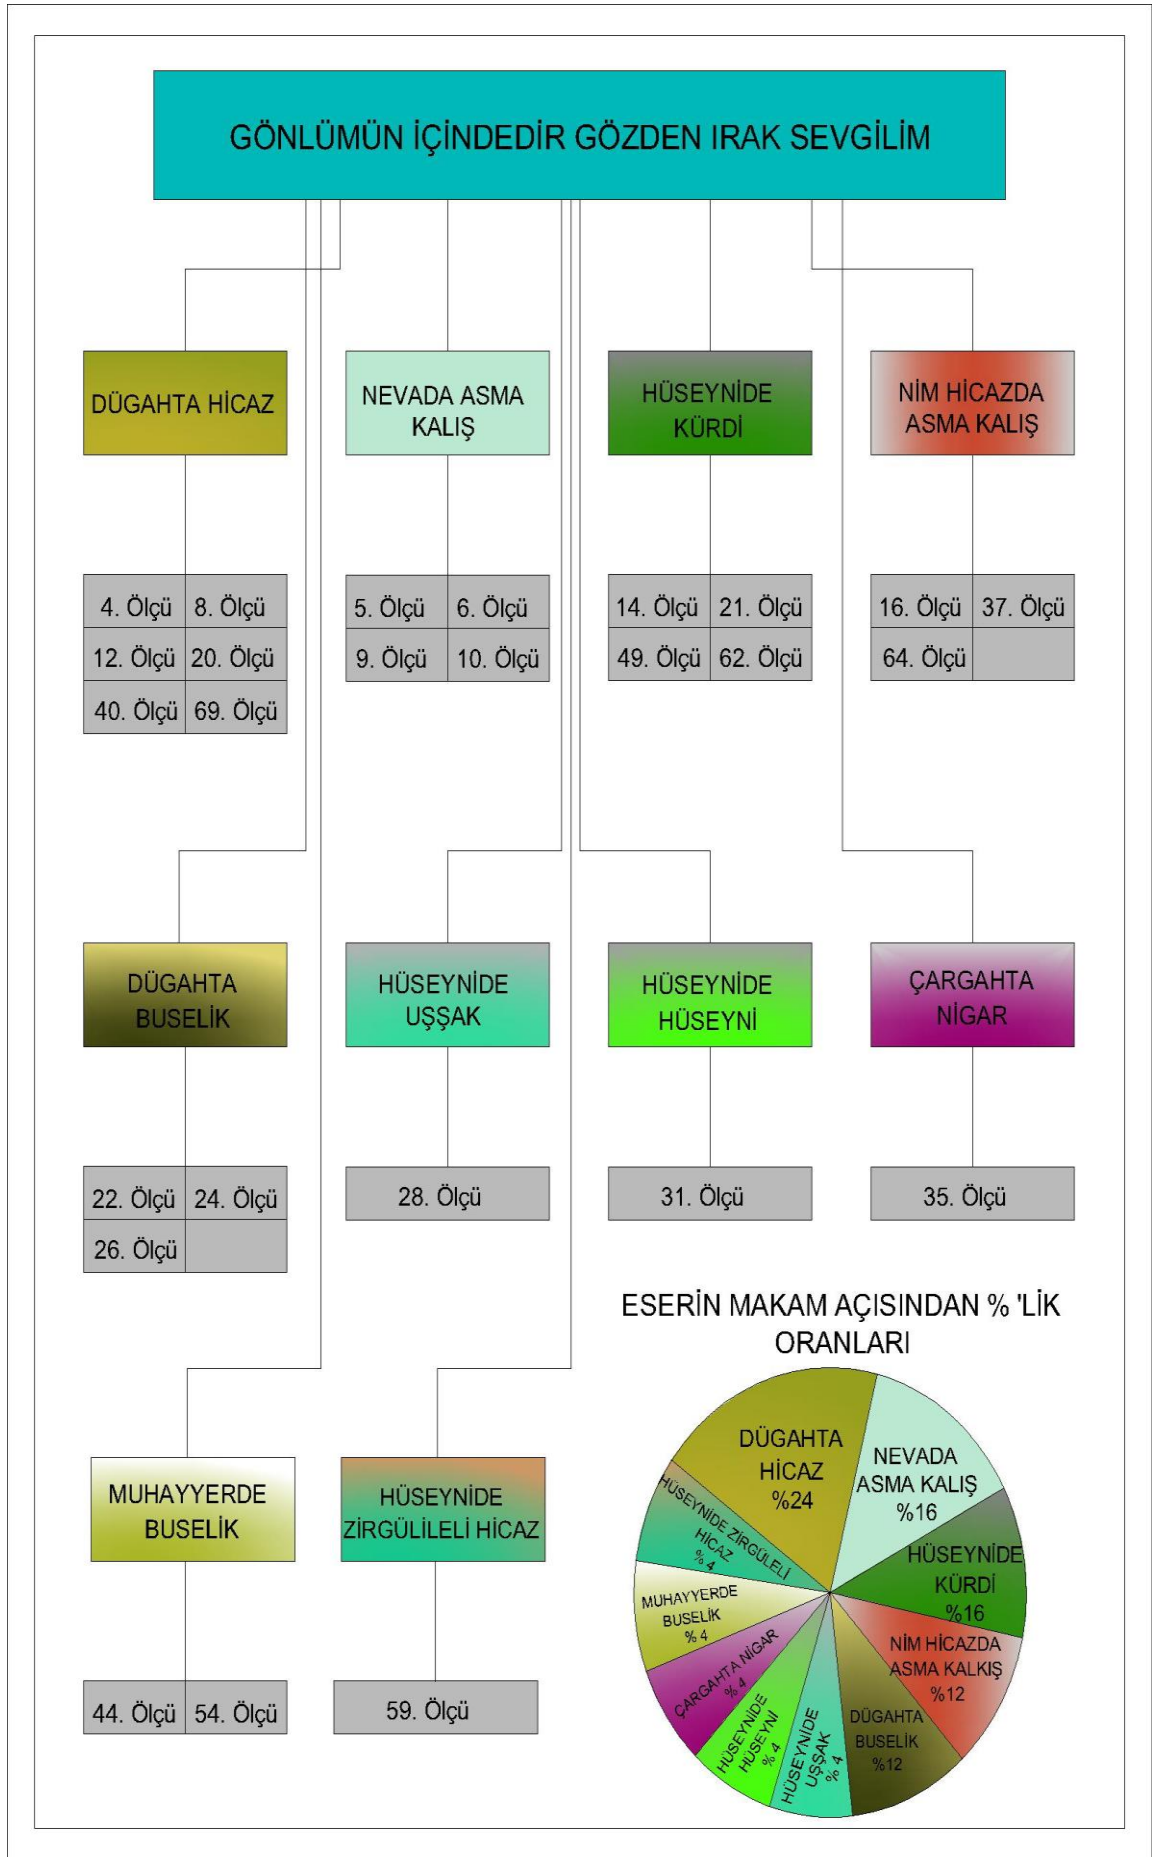 GÖNLÜMÜN İÇİNDEDİR GÖZDEN IRAK SEVGİLİM
DÜGAHTA HİCAZ
NEVADA ASMA
KALIŞ
HÜSEYNİDE
KÜRDİ
NİM HİCAZDA
ASMA KALIŞ
4. Ölçü 8. Ölçü
12. Ölçü 20. Ölçü
40. Ölçü 69. Ölçü
5. Ölçü 6. Ölçü
9. Ölçü 10. Ölçü
14. Ölçü 21. Ölçü
49. Ölçü 62. Ölçü
16. Ölçü 37. Ölçü
64. Ölçü
DÜGAHTA
BUSELİK
HÜSEYNİDE
UŞŞAK
HÜSEYNİDE
HÜSEYNİ
ÇARGAHTA
NİGAR
22. Ölçü 24. Ölçü
26. Ölçü
28. Ölçü
31. Ölçü
35. Ölçü
MUHAYYERDE
BUSELİK
HÜSEYNİDE
ZİRGÜLİLELİ HİCAZ
44. Ölçü 54. Ölçü
59. Ölçü
ESERİN MAKAM AÇISINDAN % 'LİK
ORANLARI
DÜGAHTA
HİCAZ
%24
NEVADA
ASMA KALIŞ
%16
HÜSEYNİDE
KÜRDİ
%16
NİM HİCAZDA
ASMA KALKIŞ
%12
DÜGAHTA
BUSELİK
%12
HÜSEYNİDE
UŞŞAK
% 4
HÜSEYNİDE
HÜSEYNİ
% 4
ÇARGAHTA NİGAR
% 4
MUHAYYERDE
BUSELİK
% 4
HÜSEYNİDE ZİRGÜLELİ
HİCAZ
% 4